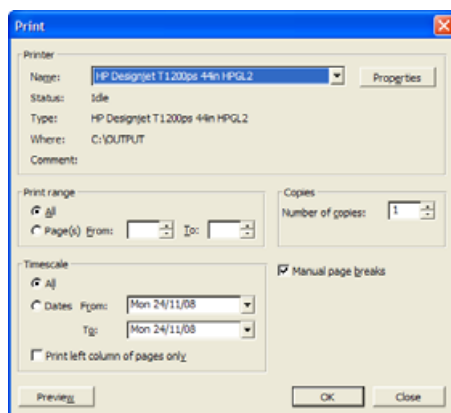 Print
Printer
Name: HP Designjet T1200ps 44in HPGL2 Properties
Status: Idle
Type: HP Designjet T1200ps 44in HPGL2
Where: C:\OUTPUT
Comment:
Print range Copies
All Number of copies: 1
Page(s) From: To:
Timescale
All Manual page breaks
Dates From: Mon 24/11/08
To: Mon 24/11/08
Print left column of pages only
Preview OK Close